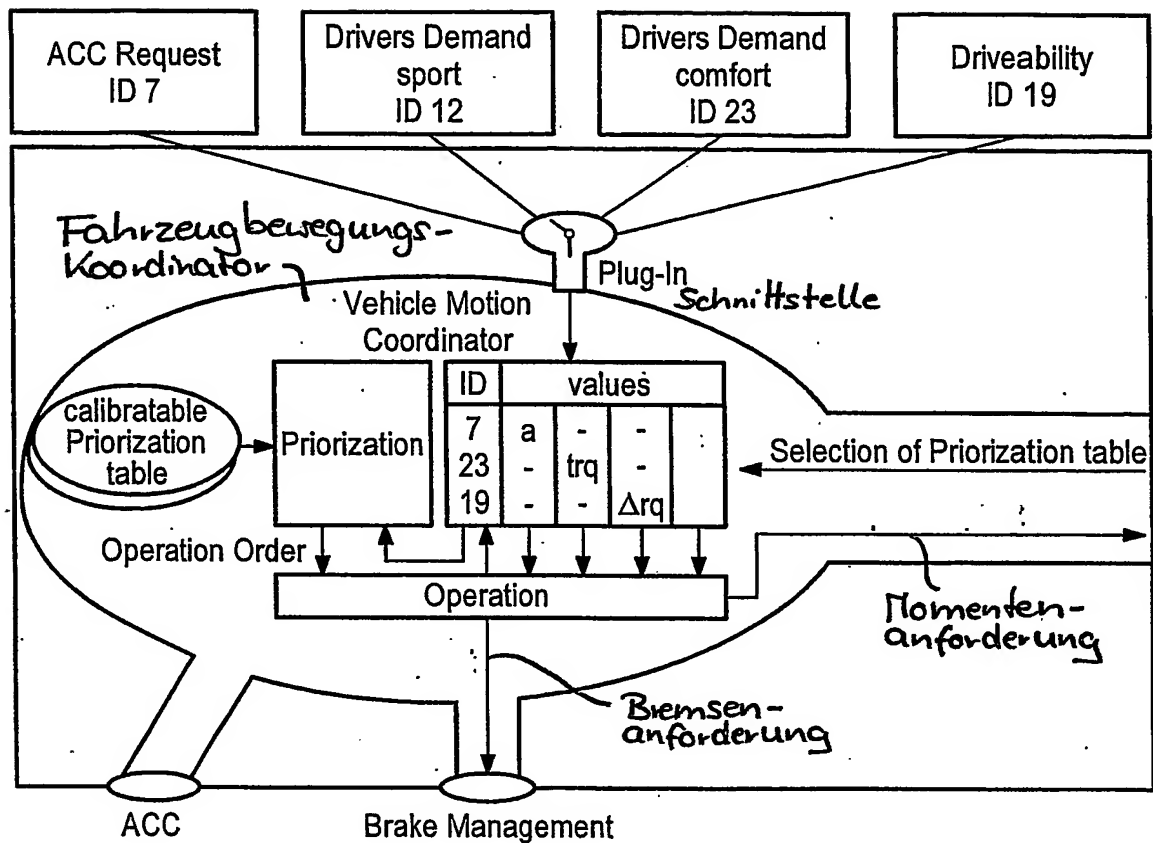 ACC Request
ID 7
Drivers Demand
sport
ID 12
Drivers Demand
comfort
ID 23
Driveability
ID 19
Fahrzeugbewegungs-
Koordinator
Plug-In
Schnittstelle
Vehicle Motion
Coordinator
calibratable
Priorization
table
Priorization
ID values
7 a - -
23 - trq -
19 - - Δrq
Selection of Priorization table
Operation Order
Operation
Momenten-
anforderung
Bremsen-
anforderung
ACC
Brake Management